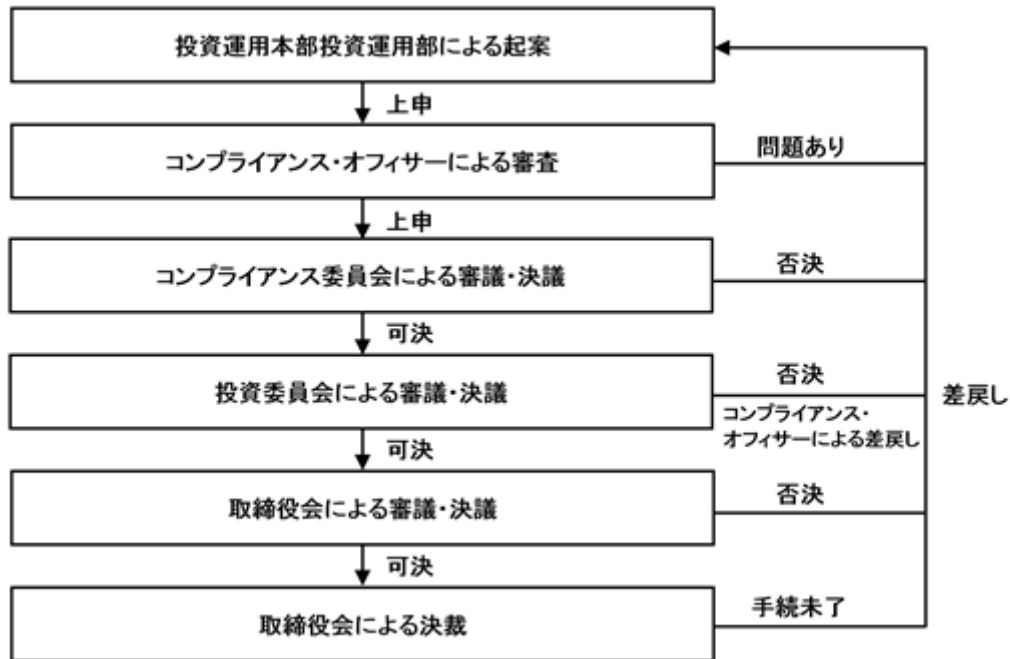 投資運用本部投資運用部による起案
上申
コンプライアンス・オフィサーによる審査
問題あり
上申
コンプライアンス委員会による審議・決議
否決
可決
投資委員会による審議・決議
否決
コンプライアンス・
オフィサーによる差戻し
差戻し
可決
取締役会による審議・決議
否決
可決
取締役会による決裁
手続未了